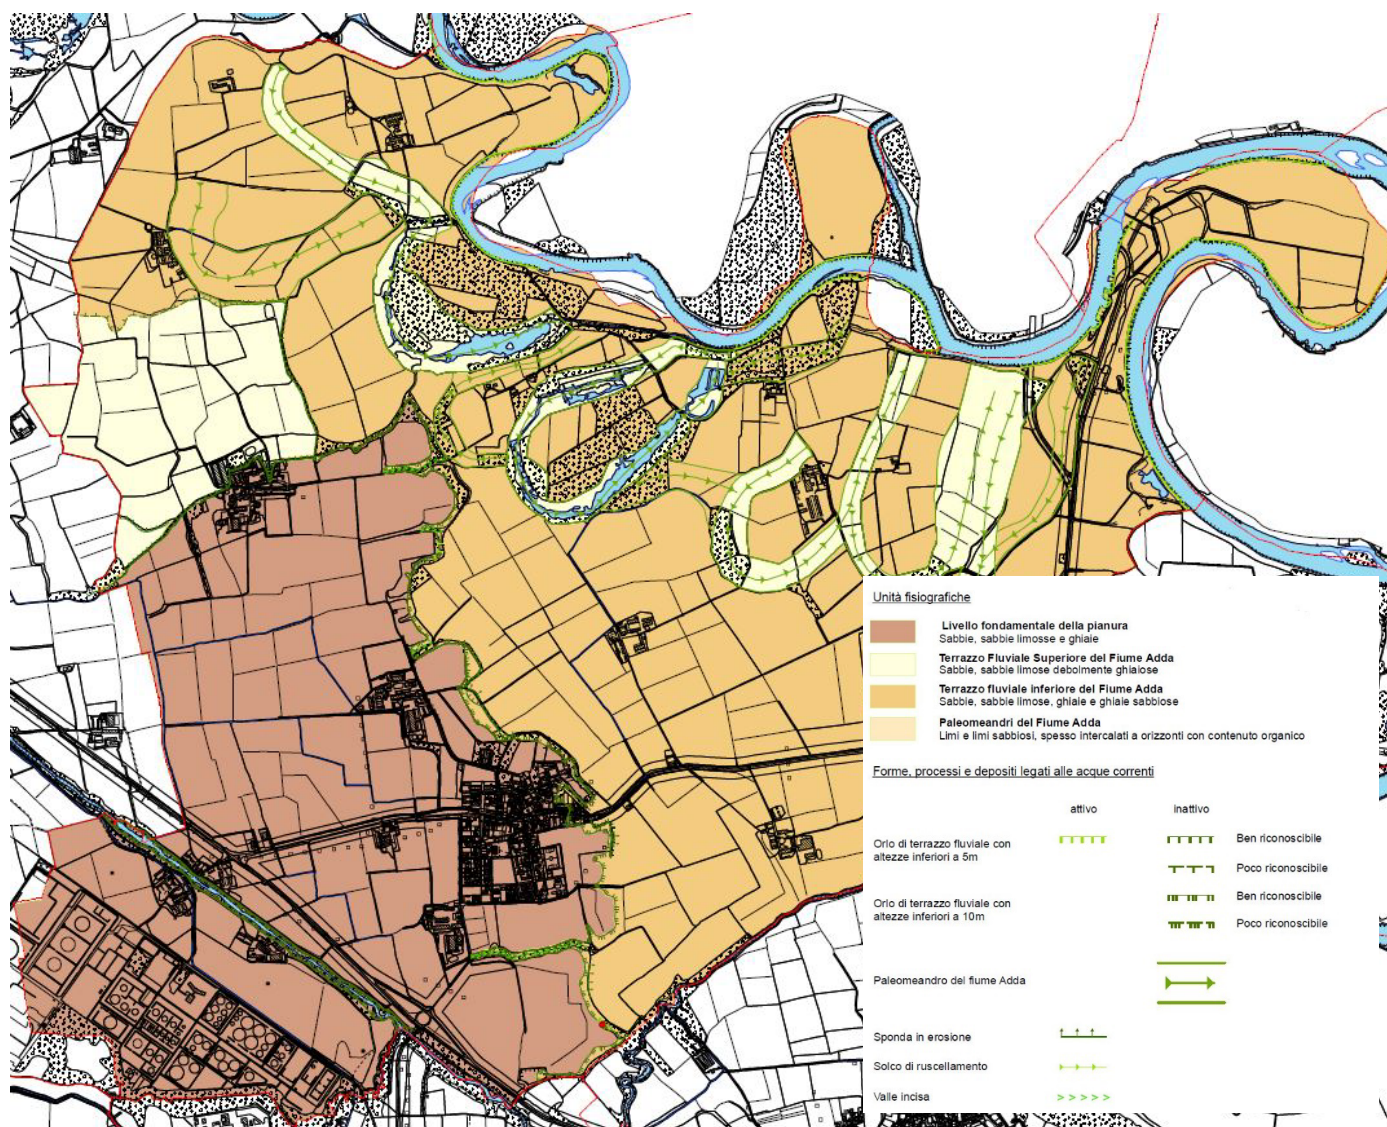 Unità fisiografiche
Livello fondamentale della pianura
Sabbie, sabbie limosse e ghiaie
Terrazzo Fluviale Superiore del Fiume Adda
Sabbie, sabbie limose debolmente ghiaiose
Terrazzo fluviale inferiore del Fiume Adda
Sabbie, sabbie limose, ghiaie e ghiaie sabbiose
Paleomeandri del Fiume Adda
Limi e limi sabbiosi, spesso intercalati a orizzonti con contenuto organico
Forme, processi e depositi legati alle acque correnti
attivo inattivo
Orlo di terrazzo fluviale con
altezze inferiori a 5m
Ben riconoscibile
Poco riconoscibile
Orlo di terrazzo fluviale con
altezze inferiori a 10m
Ben riconoscibile
Poco riconoscibile
Paleomeandro del fiume Adda
Sponda in erosione
Solco di ruscellamento
Valle incisa